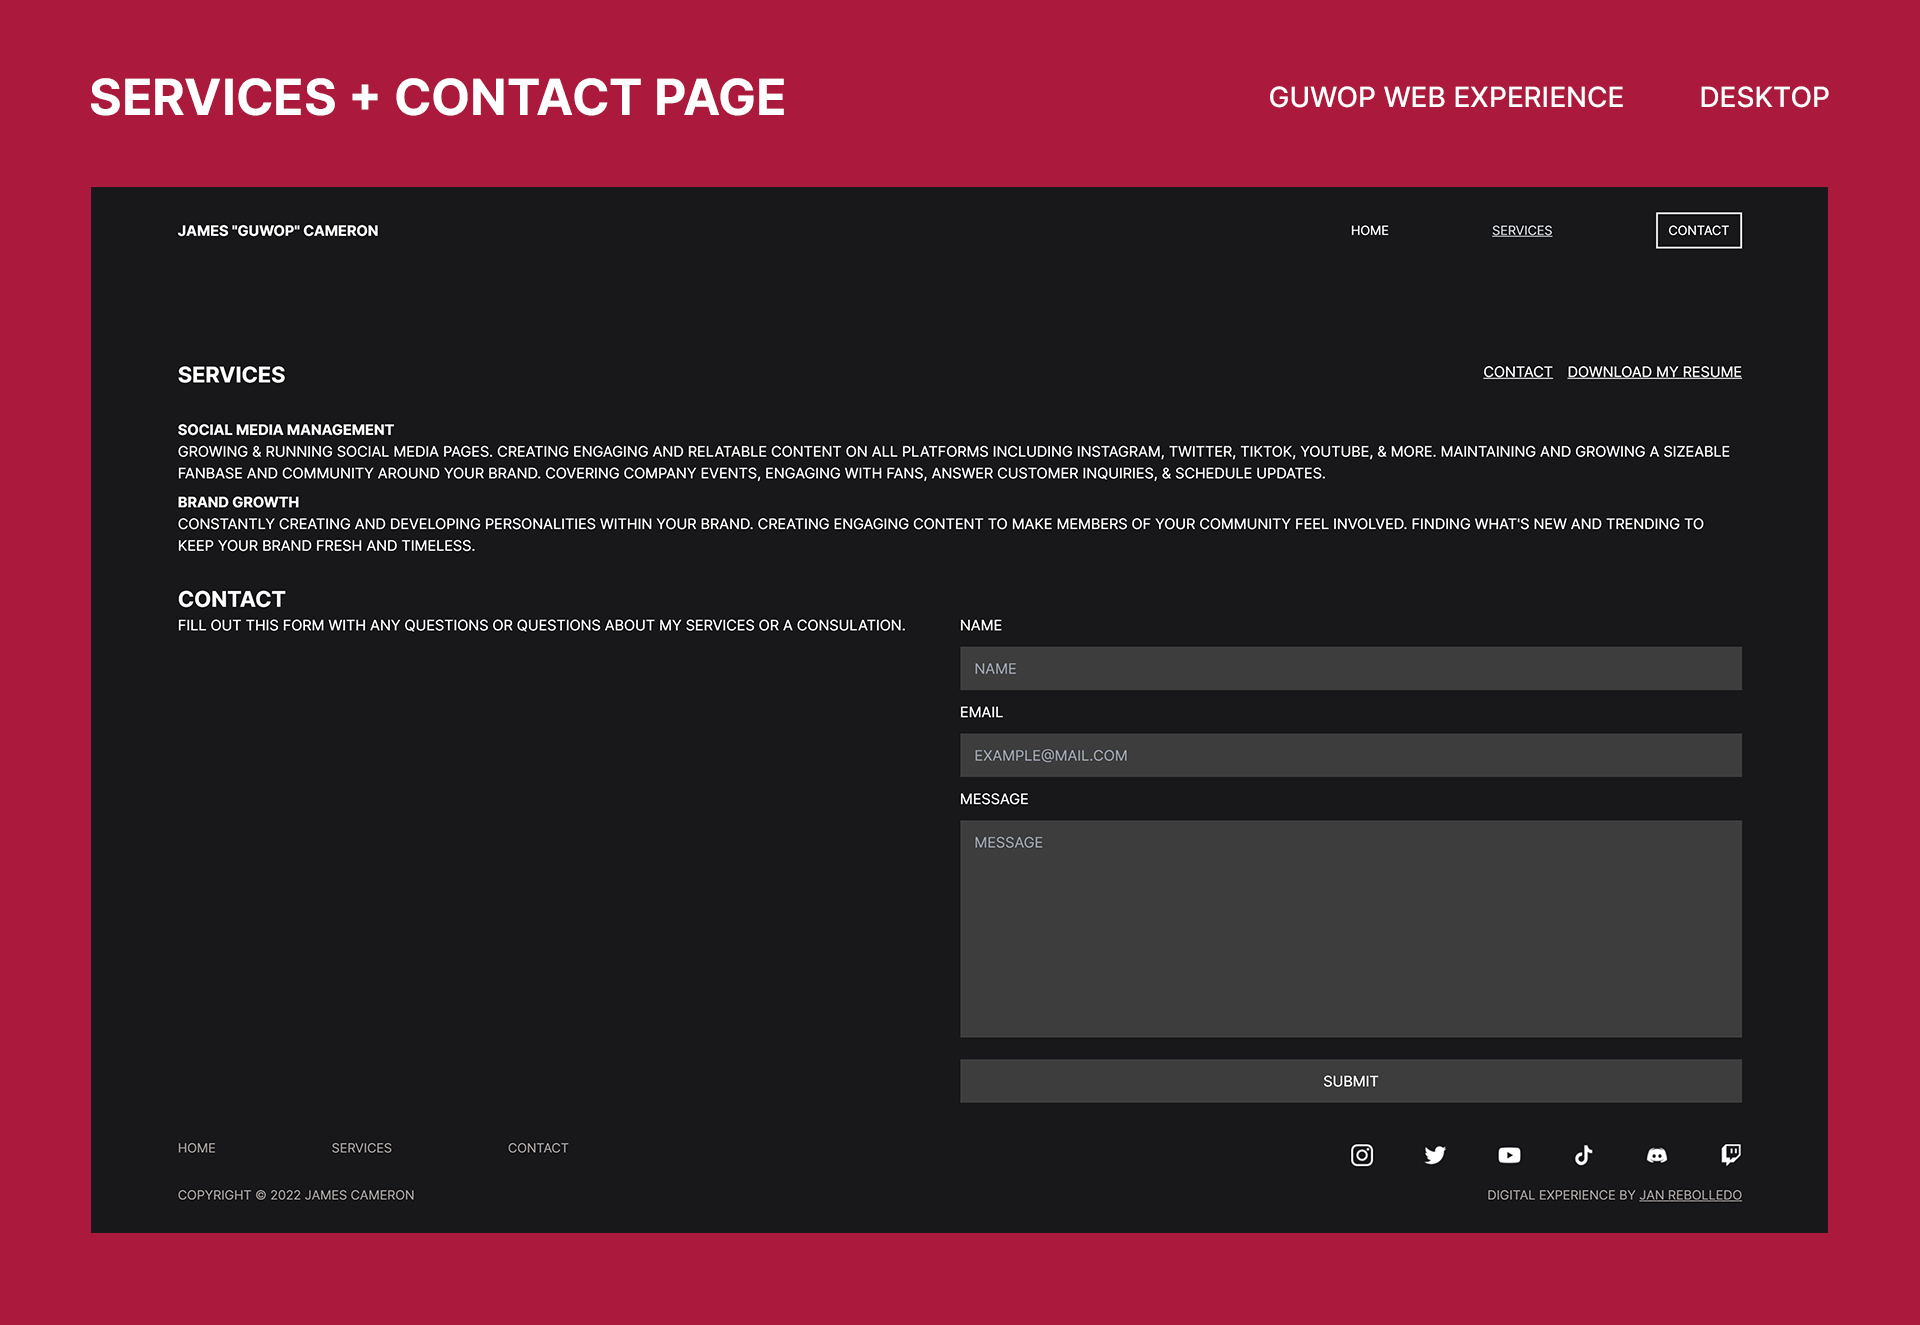 SERVICES + CONTACT PAGE
GUWOP WEB EXPERIENCE
DESKTOP
JAMES "GUWOP" CAMERON
HOME
SERVICES
CONTACT
SERVICES
CONTACT
DOWNLOAD MY RESUME
SOCIAL MEDIA MANAGEMENT
GROWING & RUNNING SOCIAL MEDIA PAGES. CREATING ENGAGING AND RELATABLE CONTENT ON ALL PLATFORMS INCLUDING INSTAGRAM, TWITTER, TIKTOK, YOUTUBE, & MORE. MAINTAINING AND GROWING A SIZEABLE
FANBASE AND COMMUNITY AROUND YOUR BRAND. COVERING COMPANY EVENTS, ENGAGING WITH FANS, ANSWER CUSTOMER INQUIRIES, & SCHEDULE UPDATES.
BRAND GROWTH
CONSTANTLY CREATING AND DEVELOPING PERSONALITIES WITHIN YOUR BRAND. CREATING ENGAGING CONTENT TO MAKE MEMBERS OF YOUR COMMUNITY FEEL INVOLVED. FINDING WHAT'S NEW AND TRENDING TO
KEEP YOUR BRAND FRESH AND TIMELESS.
CONTACT
FILL OUT THIS FORM WITH ANY QUESTIONS OR QUESTIONS ABOUT MY SERVICES OR A CONSULATION.
NAME
NAME
EMAIL
EXAMPLE@MAIL.COM
MESSAGE
MESSAGE
SUBMIT
HOME
SERVICES
CONTACT
COPYRIGHT © 2022 JAMES CAMERON
DIGITAL EXPERIENCE BY JAN REBOLLEDO